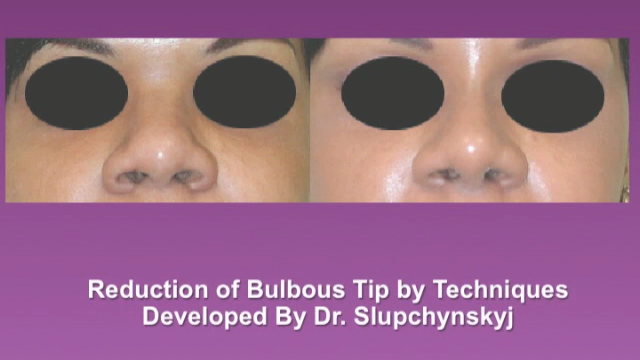 Reduction of Bulbous Tip by Techniques
Developed By Dr. Slupchynskyj